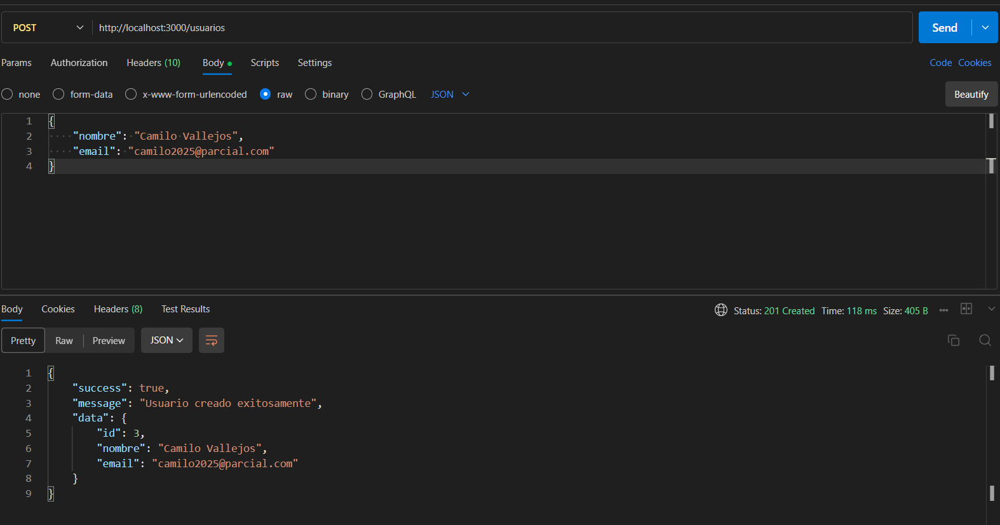 POST http://localhost:3000/usuarios Send
Params Authorization Headers (10) Body Scripts Settings Code Cookies
none form-data x-www-form-urlencoded raw binary GraphQL JSON Beautify
1 {
2 "nombre": "Camilo Vallejos",
3 "email": "camilo2025@parcial.com"
4 }
Body Cookies Headers (8) Test Results Status: 201 Created Time: 118 ms Size: 405 B
Pretty Raw Preview JSON
1 {
2 "success": true,
3 "message": "Usuario creado exitosamente",
4 "data": {
5 "id": 3,
6 "nombre": "Camilo Vallejos",
7 "email": "camilo2025@parcial.com"
8 }
9 }